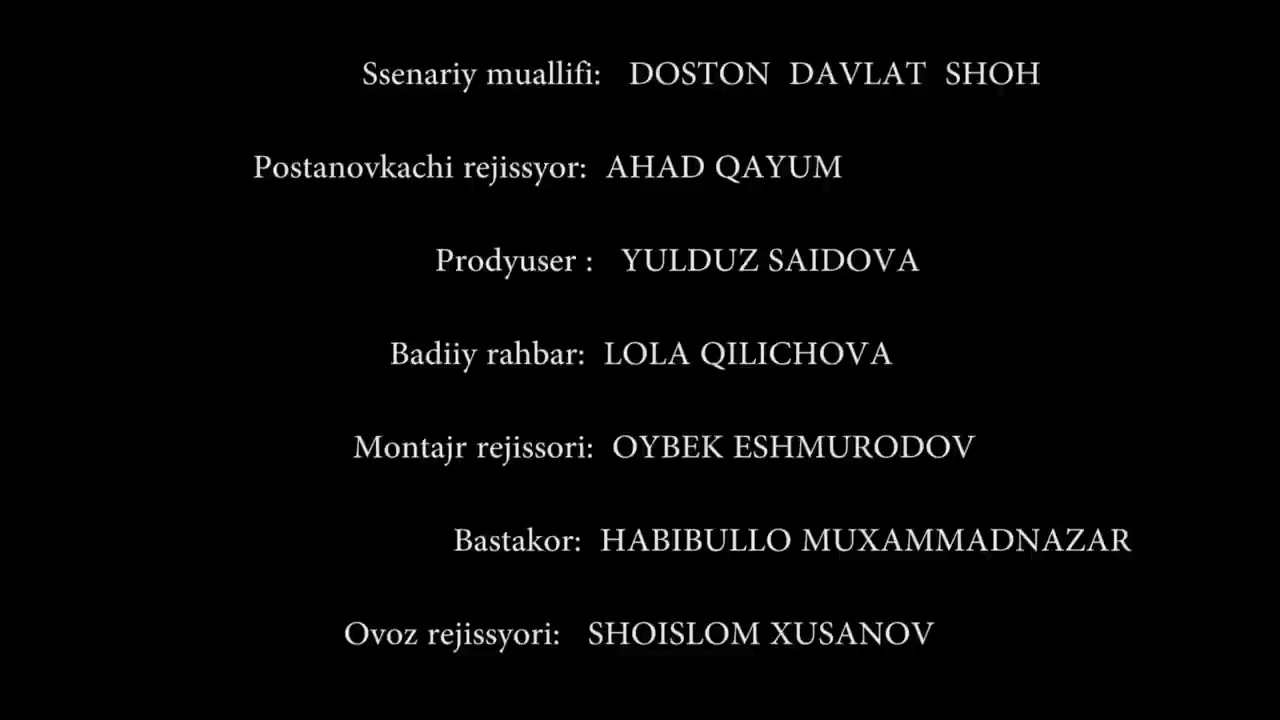 Ssenariy muallifi: DOSTON DAVLAT SHOH
Postanovkachi rejissyor: AHAD QAYUM
Prodyuser : YULDUZ SAIDOVA
Badiiy rahbar: LOLA QILICHOVA
Montajr rejissori: OYBEK ESHMURODOV
Bastakor: HABIBULLO MUXAMMADNAZAR
Ovoz rejissyori: SHOISLOM XUSANOV